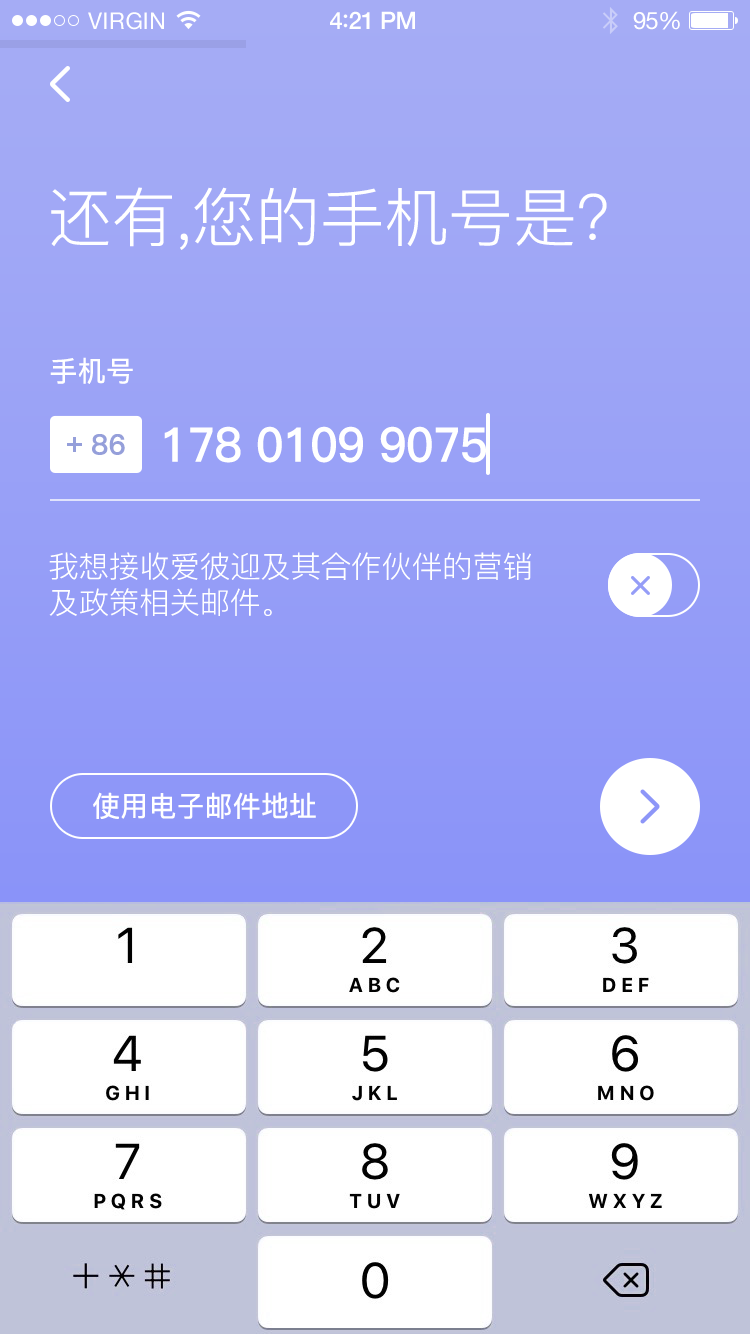 VIRGIN 4:21 PM 95%
还有,您的手机号是?
手机号
+ 86 178 0109 9075
我想接收爱彼迎及其合作伙伴的营销
及政策相关邮件。
使用电子邮件地址
1 2 3
ABC DEF
4 5 6
GHI JKL MNO
7 8 9
PQRS TUV WXYZ
+*# 0